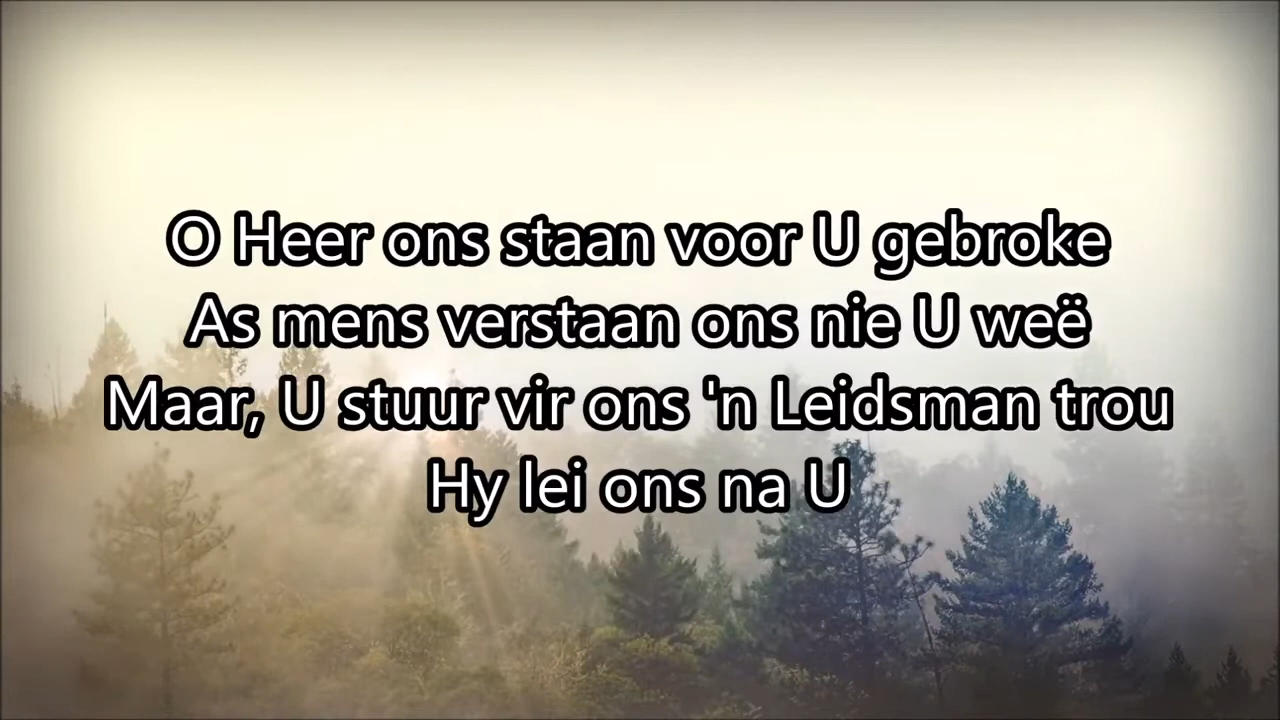 O Heer ons staan voor U gebroke
As mens verstaan ons nie U weë
Maar, U stuur vir ons 'n Leidsman trou
Hy lei ons na U